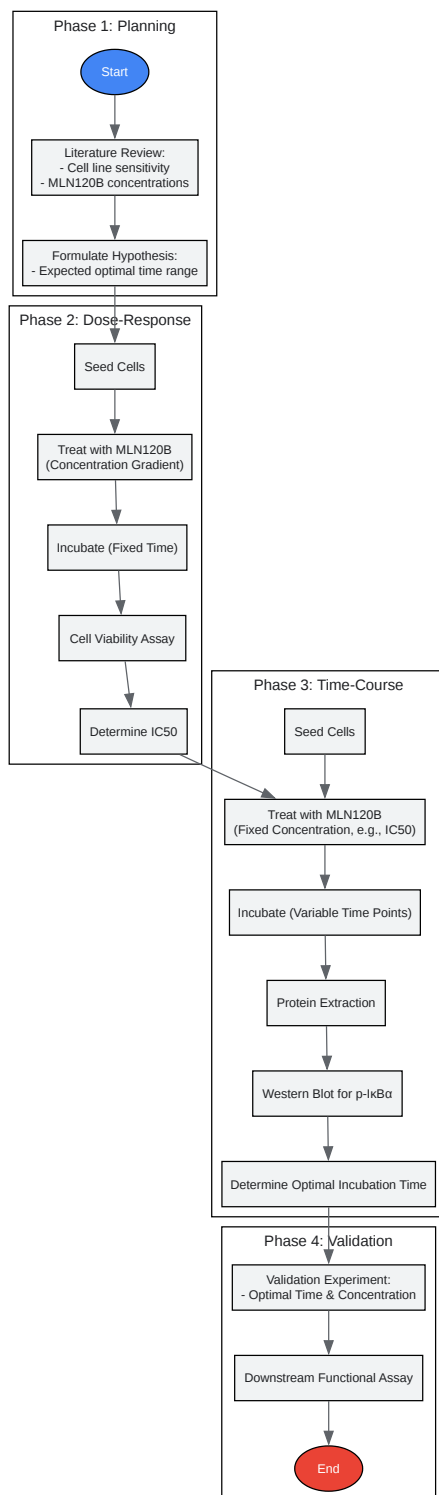 Phase 1: Planning
Start
Literature Review:
- Cell line sensitivity
- MLN120B concentrations
Formulate Hypothesis:
- Expected optimal time range
Phase 2: Dose-Response
Seed Cells
Treat with MLN120B
(Concentration Gradient)
Incubate (Fixed Time)
Cell Viability Assay
Determine IC50
Phase 3: Time-Course
Seed Cells
Treat with MLN120B
(Fixed Concentration, e.g., IC50)
Incubate (Variable Time Points)
Protein Extraction
Western Blot for p-IκBα
Determine Optimal Incubation Time
Phase 4: Validation
Validation Experiment:
- Optimal Time & Concentration
Downstream Functional Assay
End